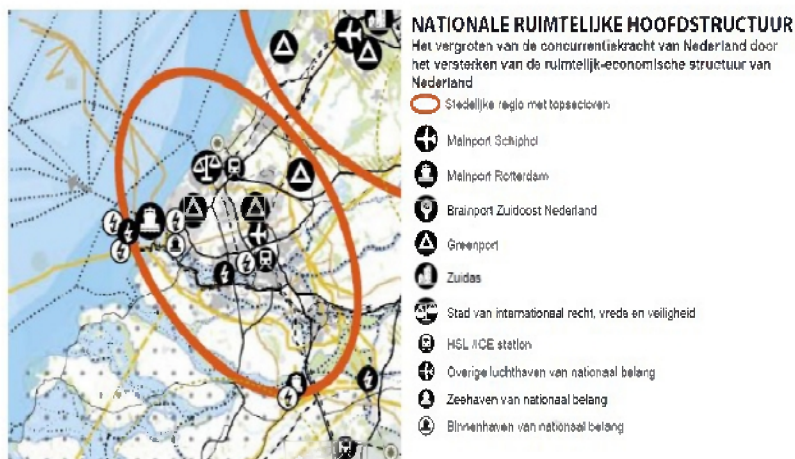 NATIONALE RUIMTELIJKE HOOFDSTRUCTUUR
Het vergroten van de concurrentiekracht van Nederland door
het versterken van de ruimtelijk-economische structuur van
Nederland
Stedelijke regio met topsectoren
Mainport Schiphol
Mainport Rotterdam
Brainport Zuidoost Nederland
Greenport
Zuidas
Stad van internationaal recht, vrede en veiligheid
HSL /ICE station
Overige luchthaven van nationaal belang
Zeehaven van nationaal belang
Binnenhaven van nationaal belang